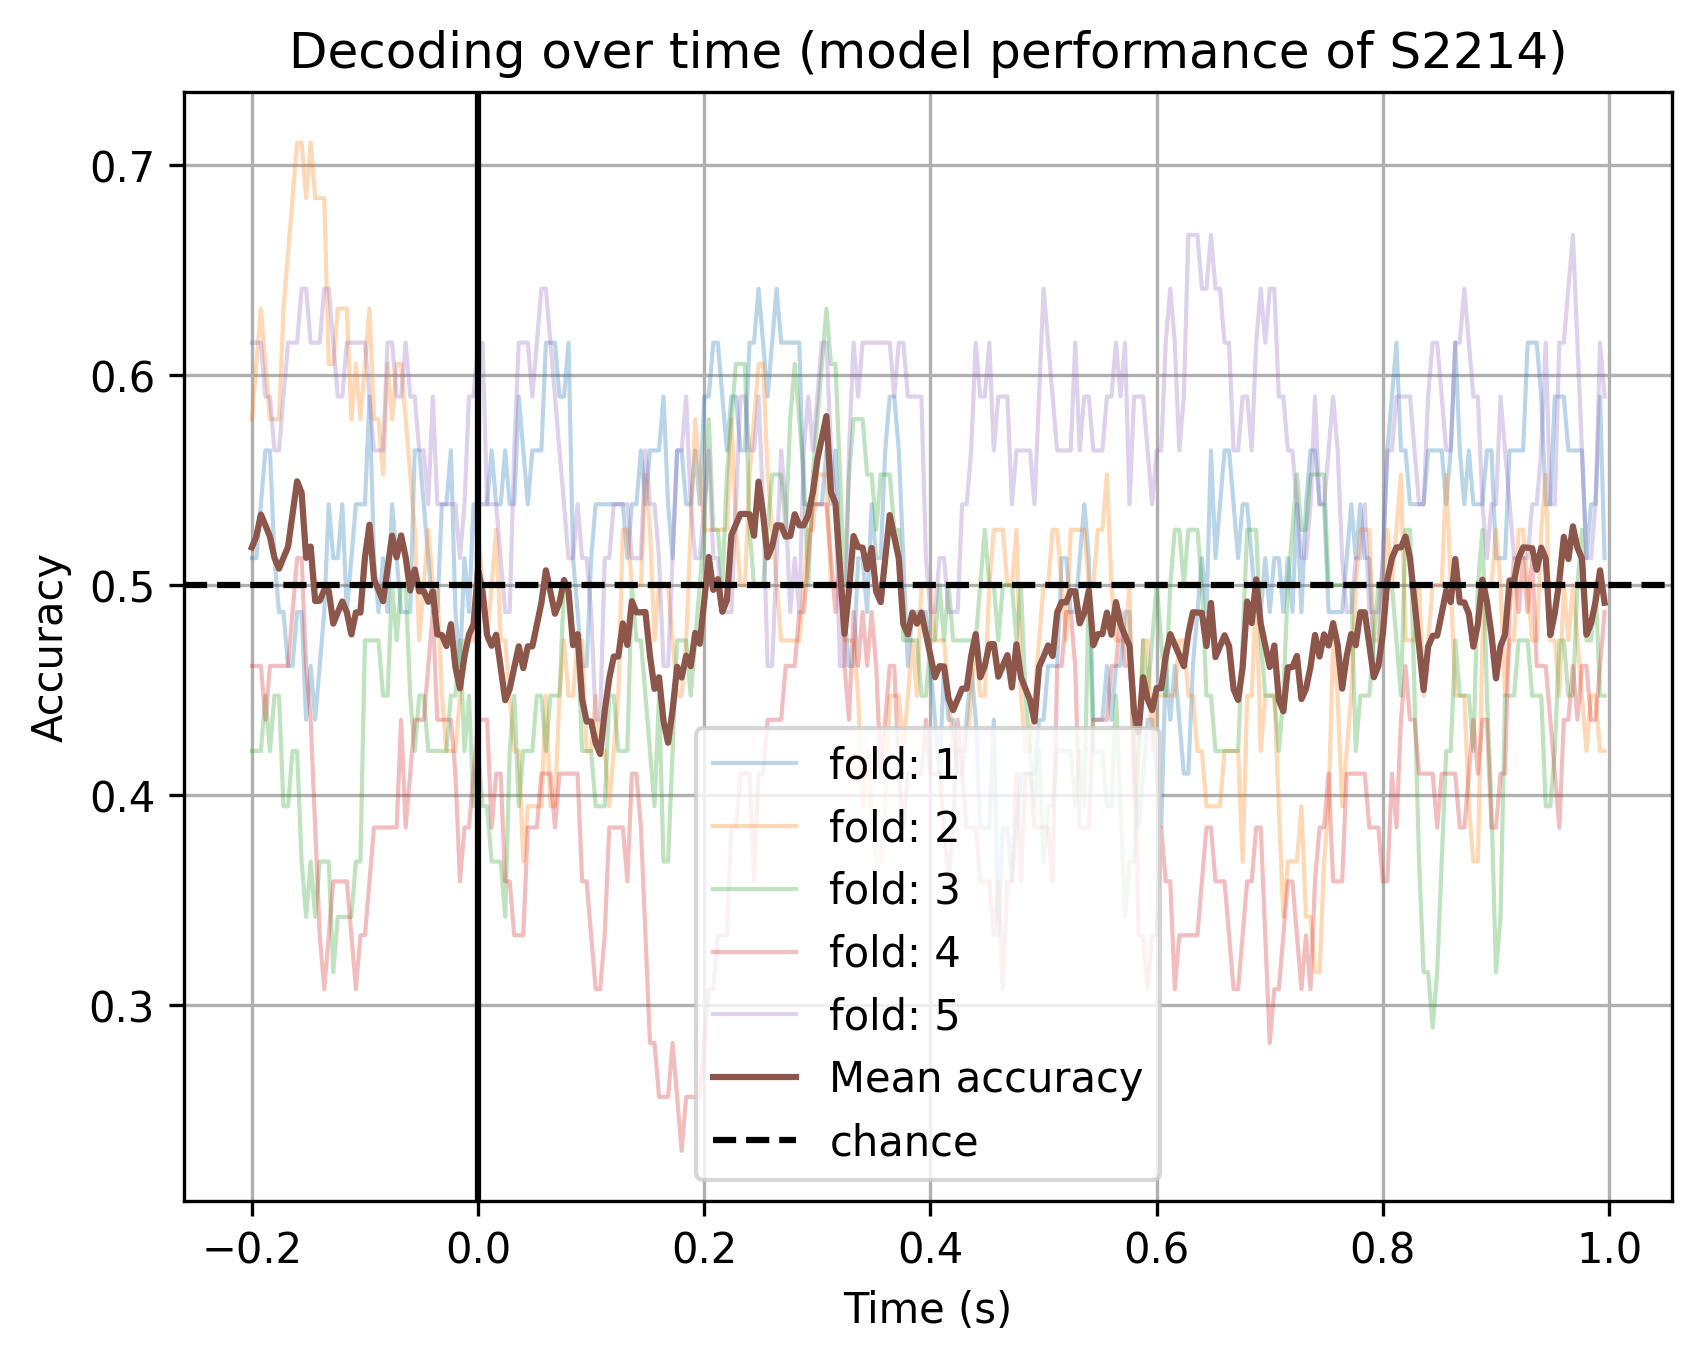 Decoding over time (model performance of S2214)
Accuracy
0.7
0.6
0.5
0.4
0.3
fold: 1
fold: 2
fold: 3
fold: 4
fold: 5
Mean accuracy
chance
−0.2 0.0 0.2 0.4 0.6 0.8 1.0
Time (s)